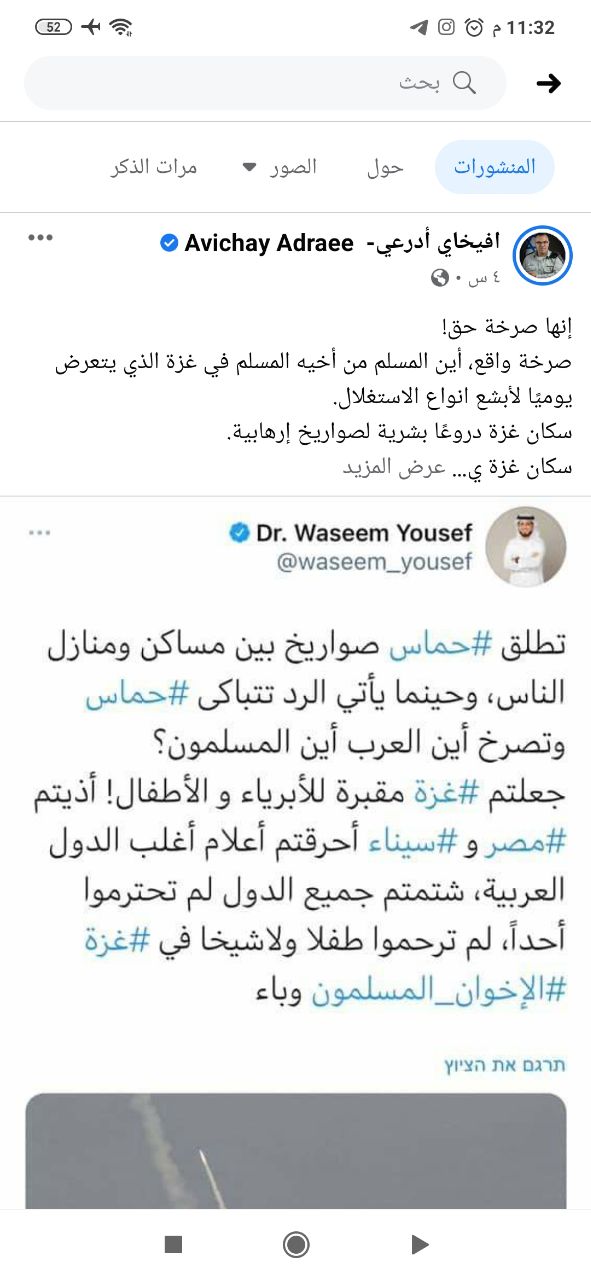 11:32 م
52
بحث
المنشورات
حول
الصور
مرات الذكر
افيخاي أدرعي- Avichay Adraee
٤ س
إنها صرخة حق!
صرخة واقع، أين المسلم من أخيه المسلم في غزة الذي يتعرض
يوميًا لأبشع انواع الاستغلال.
سكان غزة دروعًا بشرية لصواريخ إرهابية.
سكان غزة ي... عرض المزيد
Dr. Waseem Yousef
@waseem_yousef
تطلق #حماس صواريخ بين مساكن ومنازل
الناس، وحينما يأتي الرد تتباكى #حماس
وتصرخ أين العرب أين المسلمون؟
جعلتم #غزة مقبرة للأبرياء و الأطفال! أذيتم
#مصر و #سيناء أحرقتم أعلام أغلب الدول
العربية، شتمتم جميع الدول لم تحترموا
أحداً، لم ترحموا طفلا ولاشيخا في #غزة
#الإخوان_المسلمون وباء
תרגם את הציוץ